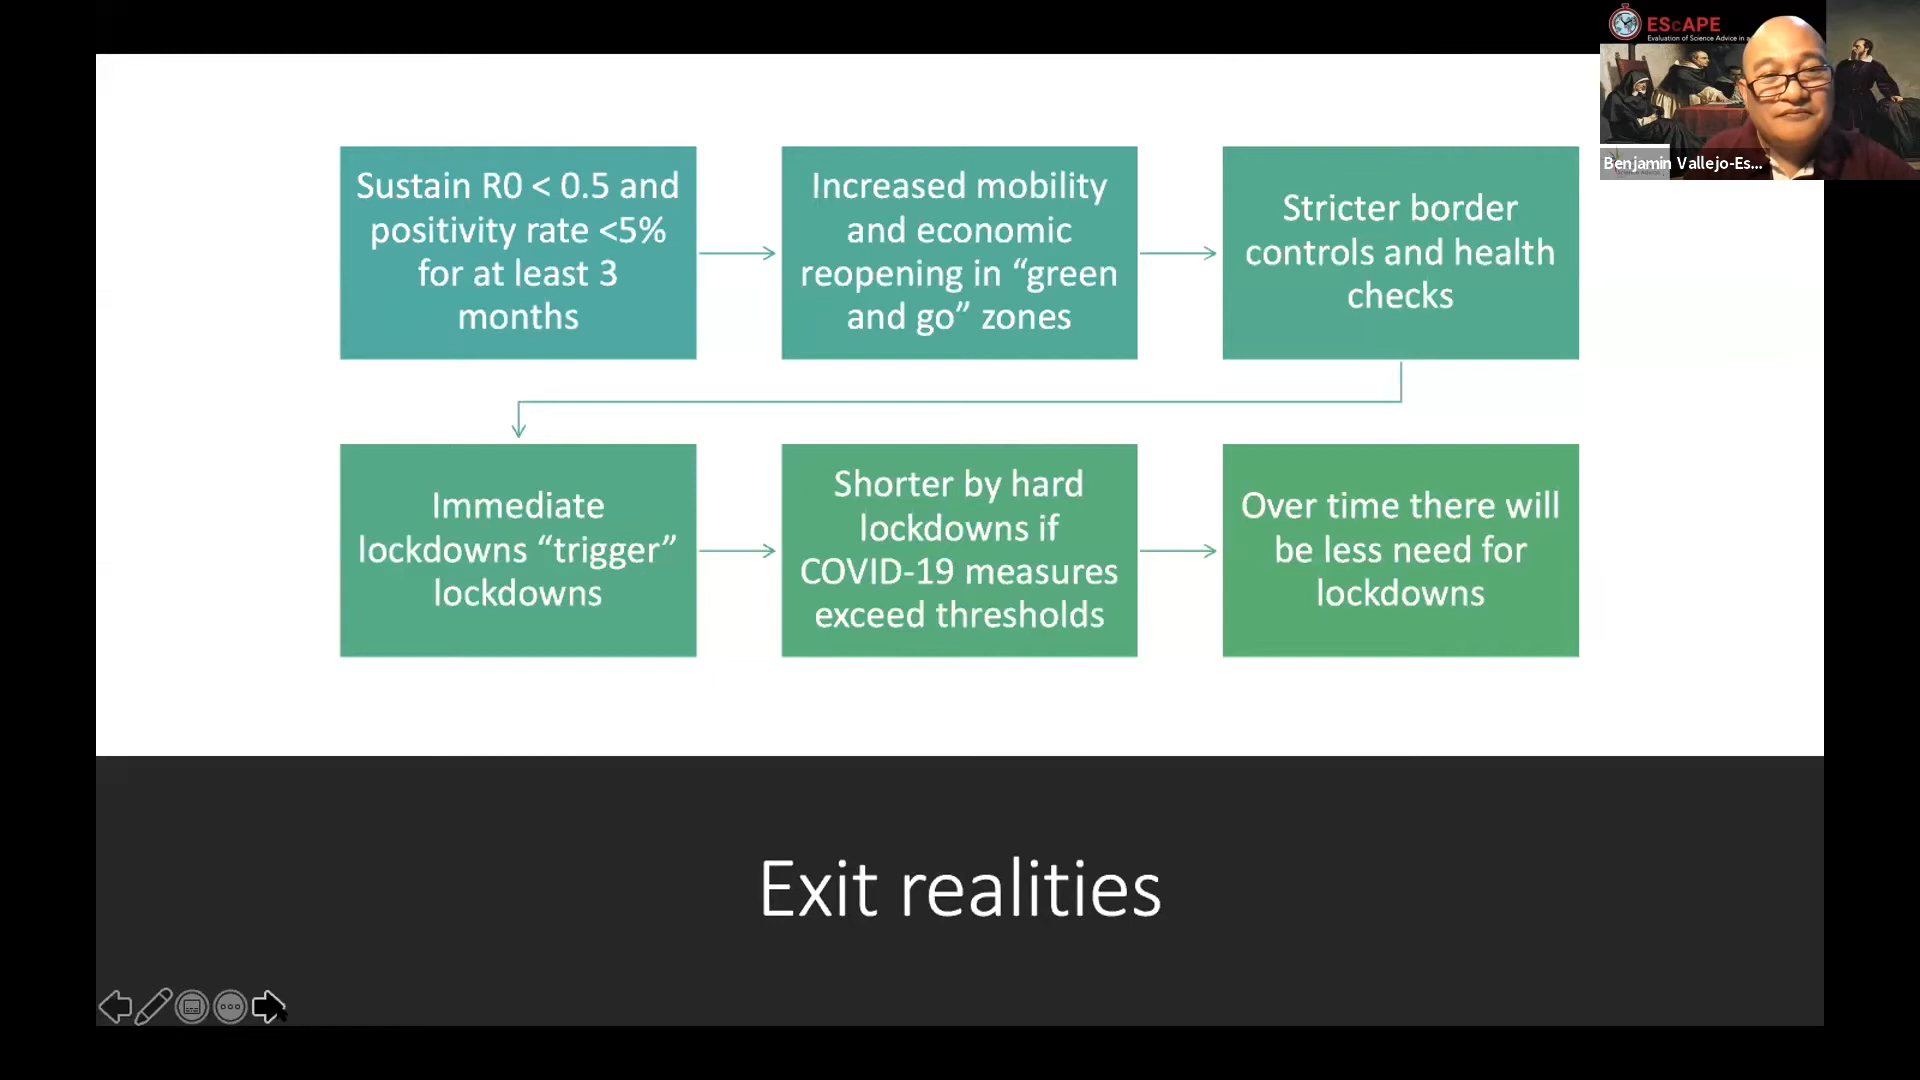 ESCAPE
Evaluation of Science Advice in a
Benjamin Vallejo-Es...
Sustain R0 < 0.5 and
positivity rate <5%
for at least 3
months
Increased mobility
and economic
reopening in “green
and go” zones
Stricter border
controls and health
checks
Immediate
lockdowns “trigger”
lockdowns
Shorter by hard
lockdowns if
COVID-19 measures
exceed thresholds
Over time there will
be less need for
lockdowns
Exit realities